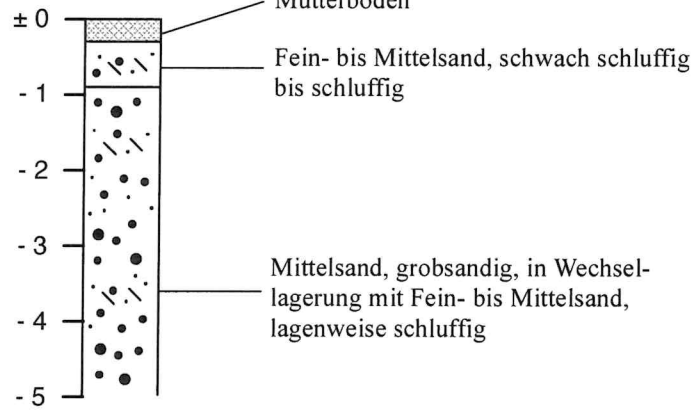 Mutterboden
± 0
Fein- bis Mittelsand, schwach schluffig
bis schluffig
- 1
- 2
- 3
Mittelsand, grobsandig, in Wechsel-
lagerung mit Fein- bis Mittelsand,
lagenweise schluffig
- 4
- 5